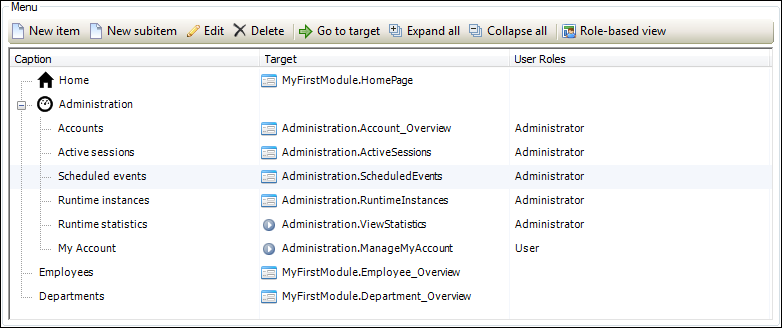 Menu
New item New subitem Edit Delete Go to target Expand all Collapse all Role-based view
Caption Target User Roles
Home MyFirstModule.HomePage
Administration
Accounts Administration.Account_Overview Administrator
Active sessions Administration.ActiveSessions Administrator
Scheduled events Administration.ScheduledEvents Administrator
Runtime instances Administration.RuntimeInstances Administrator
Runtime statistics Administration.ViewStatistics Administrator
My Account Administration.ManageMyAccount User
Employees MyFirstModule.Employee_Overview
Departments MyFirstModule.Department_Overview